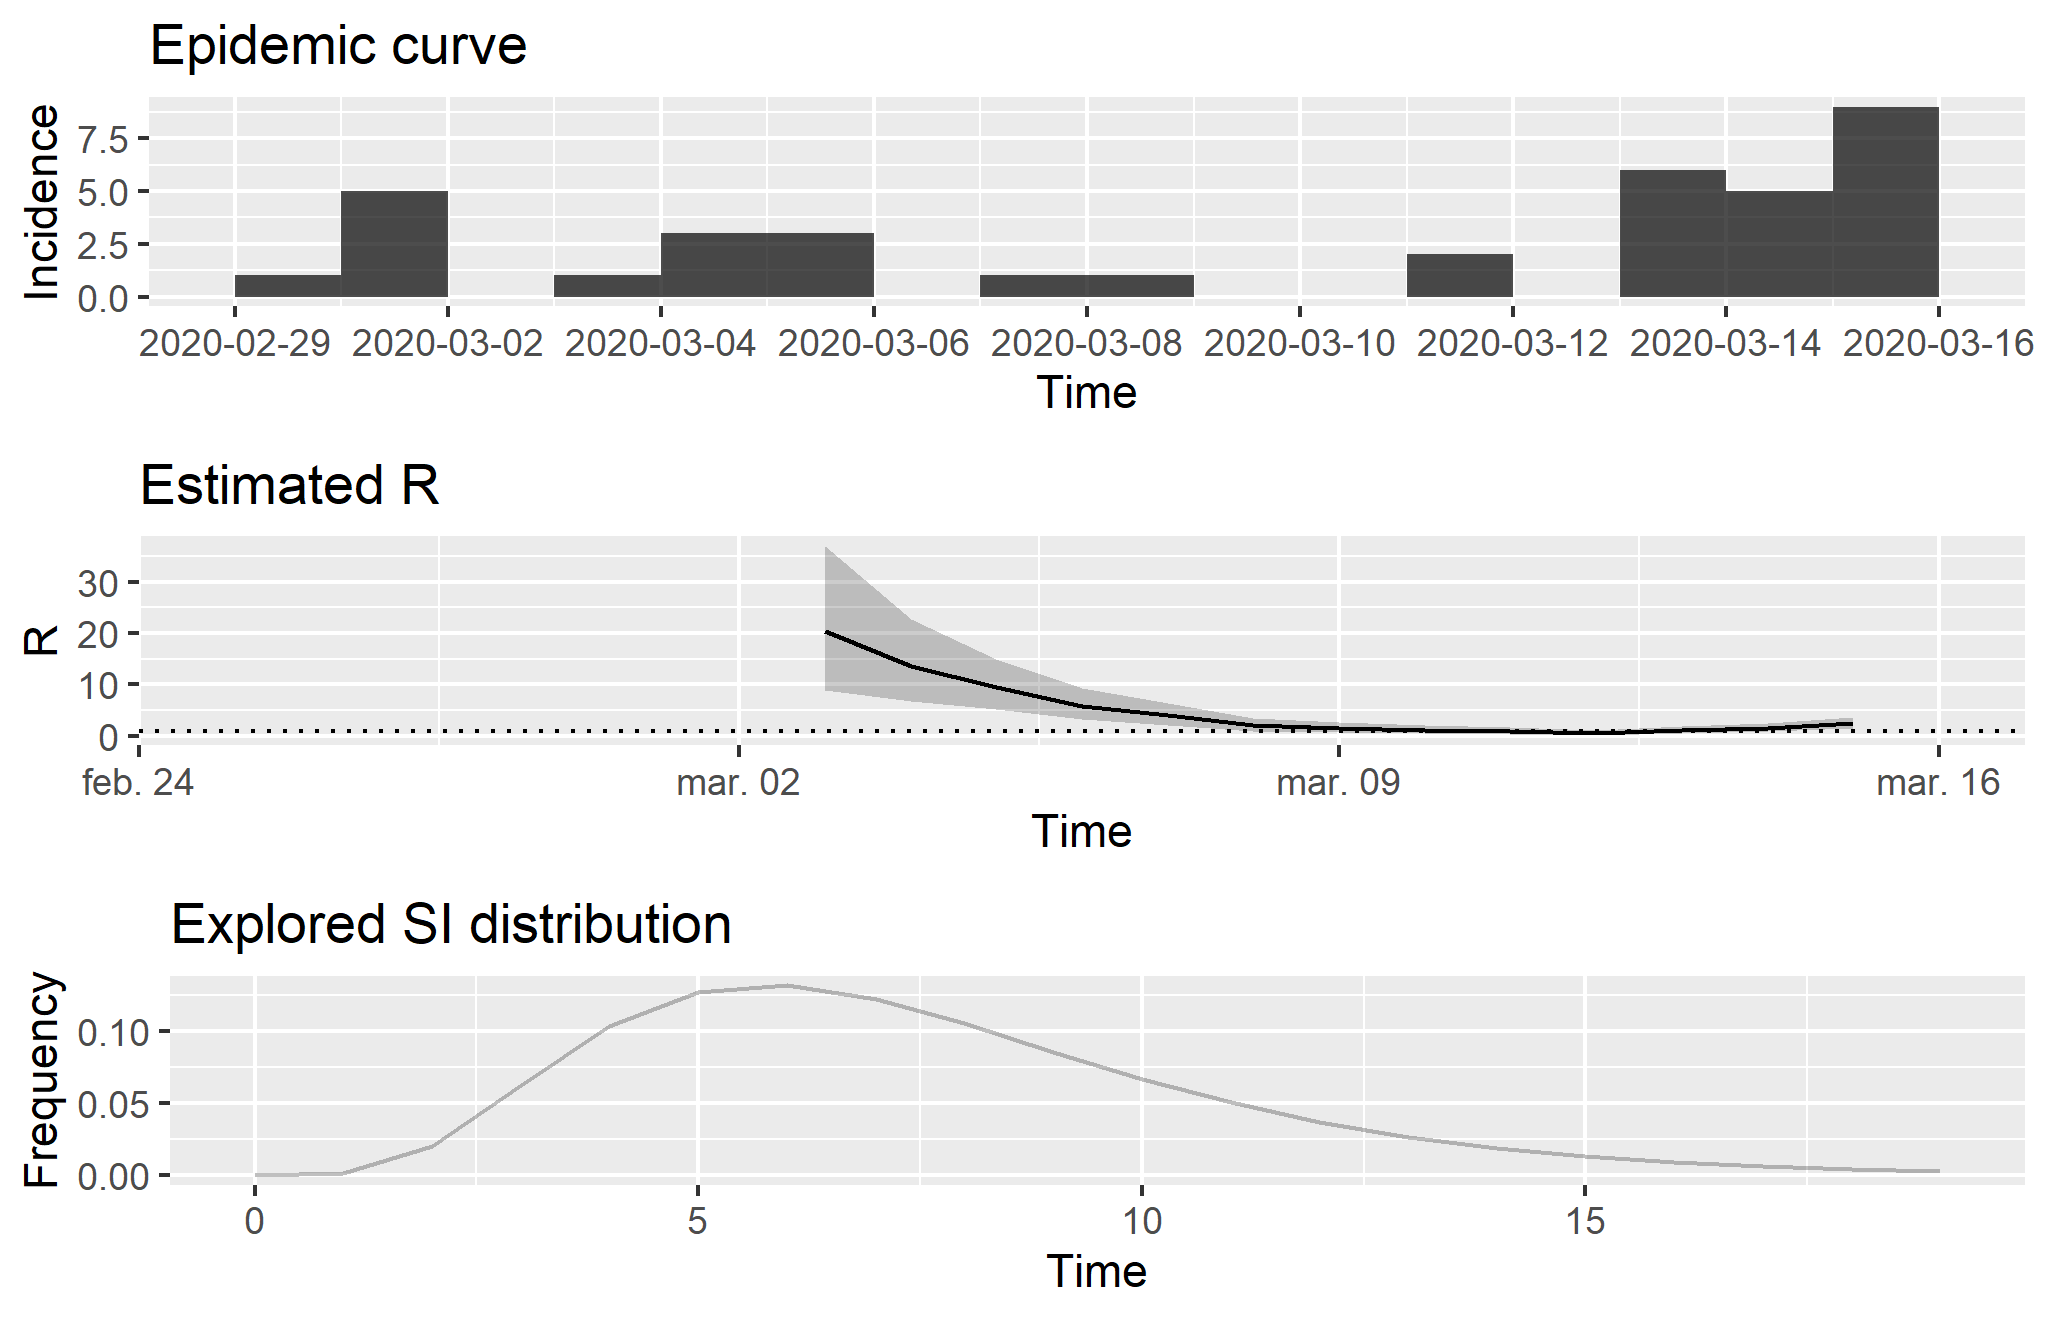 Epidemic curve
Incidence
7.5
5.0
2.5
0.0
2020-02-29 2020-03-02 2020-03-04 2020-03-06 2020-03-08 2020-03-10 2020-03-12 2020-03-14 2020-03-16
Time
Estimated R
R
30
20
10
0
feb. 24 mar. 02 mar. 09 mar. 16
Time
Explored SI distribution
Frequency
0.10
0.05
0.00
0 5 10 15
Time